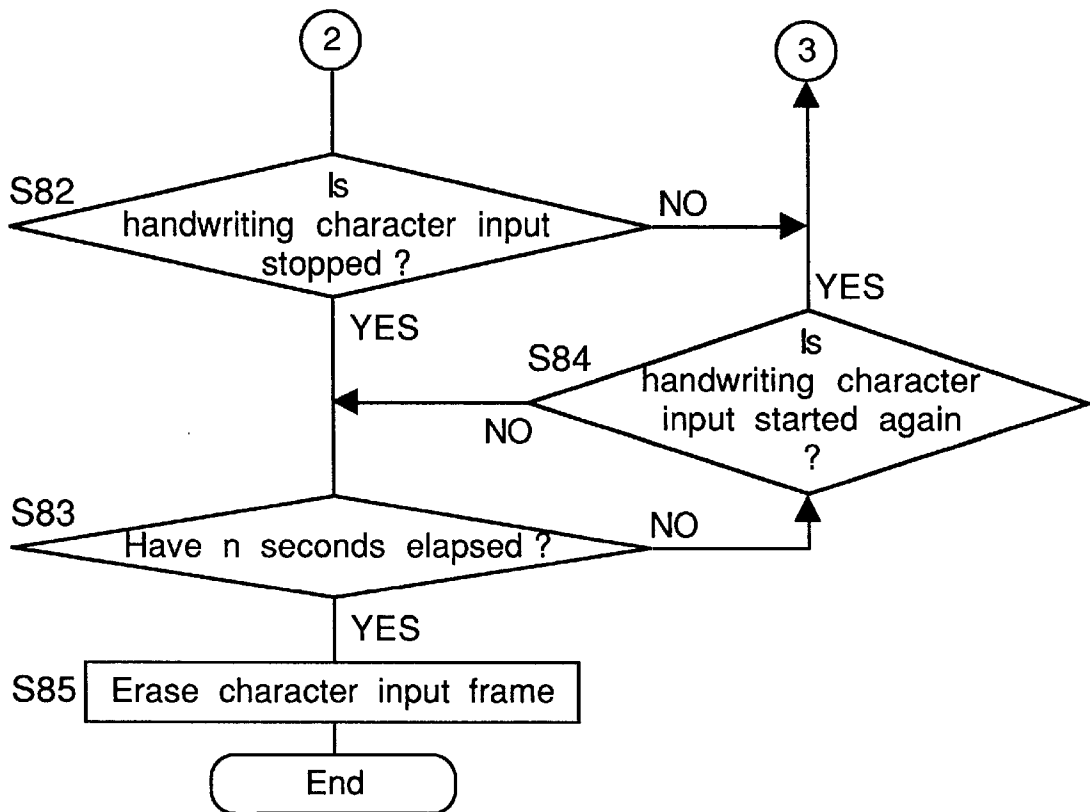 2
3
S82
Is
handwriting character input
stopped ?
NO
YES
YES
S84
Is
handwriting character
input started again
?
NO
S83
Have n seconds elapsed ?
NO
YES
S85
Erase character input frame
End